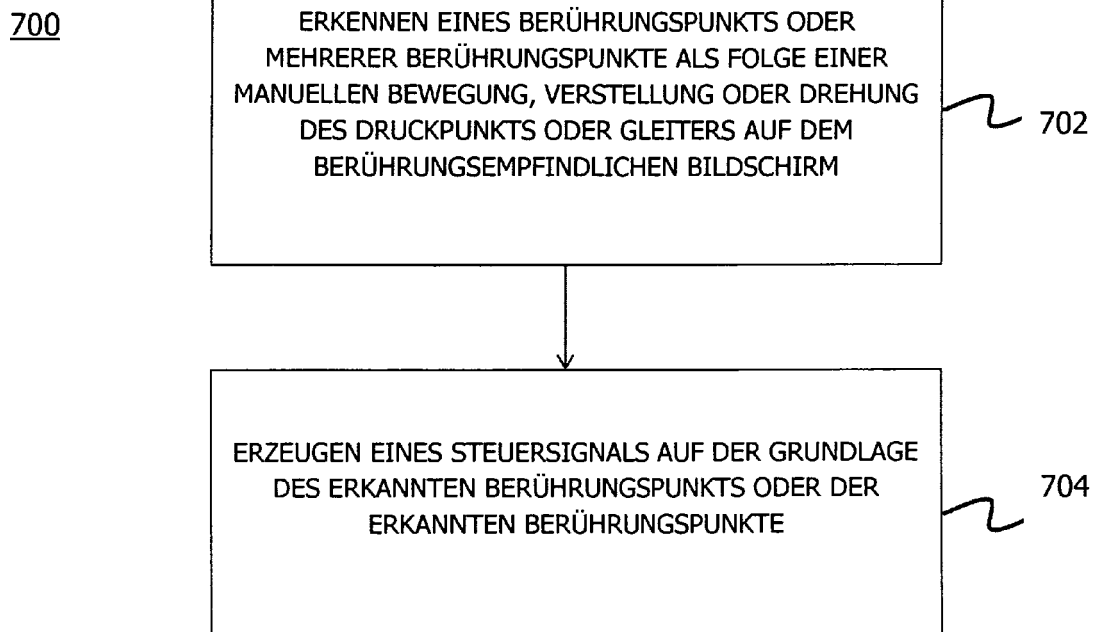 700
ERKENNEN EINES BERÜHRUNGSPUNKTS ODER
MEHRERER BERÜHRUNGSPUNKTE ALS FOLGE EINER
MANUELLEN BEWEGUNG, VERSTELLUNG ODER DREHUNG
DES DRUCKPUNKTS ODER GLEITERS AUF DEM
BERÜHRUNGSEMPFINDLICHEN BILDSCHIRM
702
ERZEUGEN EINES STEUERSIGNALS AUF DER GRUNDLAGE
DES ERKANNTEN BERÜHRUNGSPUNKTS ODER DER
ERKANNTEN BERÜHRUNGSPUNKTE
704